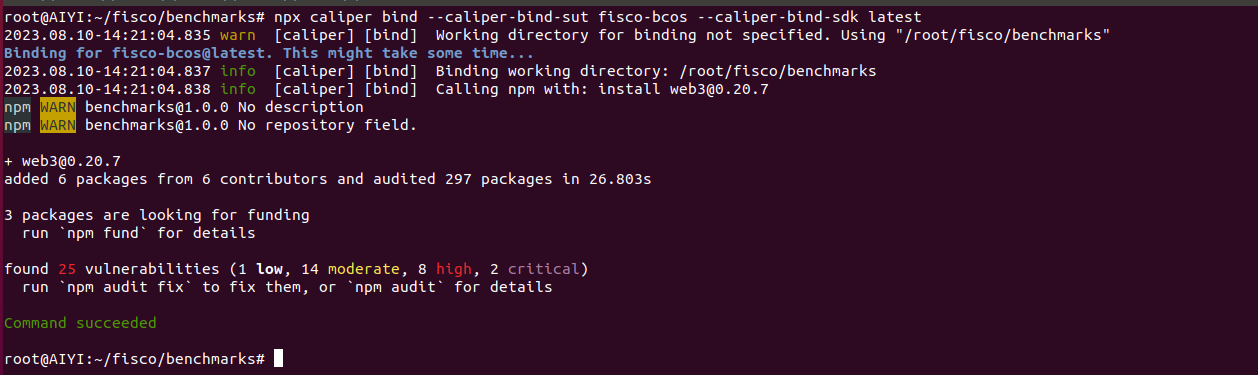 root@AIYI:~/fisco/benchmarks# npx caliper bind --caliper-bind-sut fisco-bcos --caliper-bind-sdk latest
2023.08.10-14:21:04.835 warn  [caliper] [bind]  Working directory for binding not specified. Using "/root/fisco/benchmarks"
Binding for fisco-bcos@latest. This might take some time...
2023.08.10-14:21:04.837 info  [caliper] [bind]  Binding working directory: /root/fisco/benchmarks
2023.08.10-14:21:04.838 info  [caliper] [bind]  Calling npm with: install web3@0.20.7
npm WARN benchmarks@1.0.0 No description
npm WARN benchmarks@1.0.0 No repository field.
+ web3@0.20.7
added 6 packages from 6 contributors and audited 297 packages in 26.803s
3 packages are looking for funding
run `npm fund` for details
found 25 vulnerabilities (1 low, 14 moderate, 8 high, 2 critical)
run `npm audit fix` to fix them, or `npm audit` for details
Command succeeded
root@AIYI:~/fisco/benchmarks#